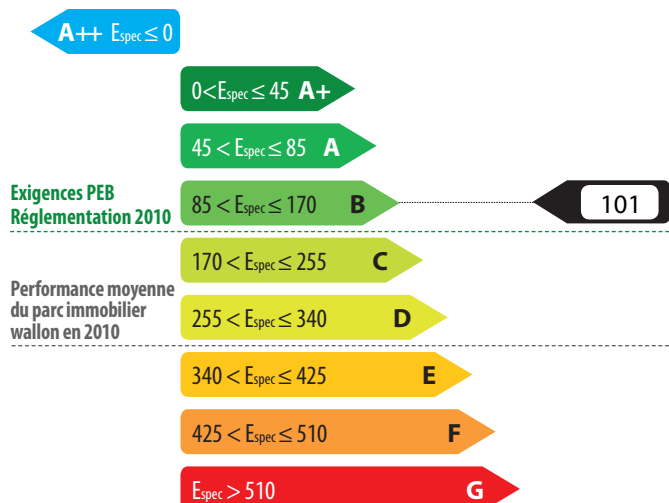 A++ Espec ≤ 0
0<Espec ≤ 45 A+
45 < Espec ≤ 85 A
Exigences PEB
Réglementation 2010
85 < Espec ≤ 170 B
101
170 < Espec ≤ 255 C
Performance moyenne
du parc immobilier
wallon en 2010
255 < Espec ≤ 340 D
340 < Espec ≤ 425 E
425 < Espec ≤ 510 F
Espec > 510 G